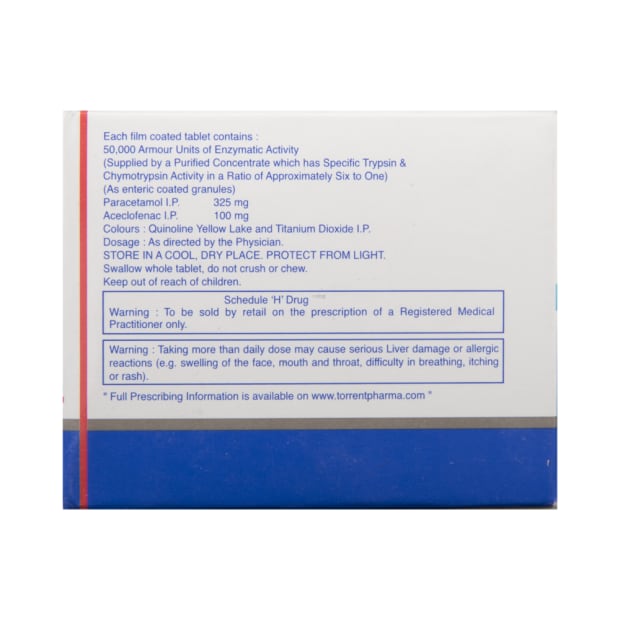 Each film coated tablet contains :
50,000 Armour Units of Enzymatic Activity
(Supplied by a Purified Concentrate which has Specific Trypsin &
Chymotrypsin Activity in a Ratio of Approximately Six to One)
(As enteric coated granules)
Paracetamol I.P. 325 mg
Aceclofenac I.P. 100 mg
Colours : Quinoline Yellow Lake and Titanium Dioxide I.P.
Dosage : As directed by the Physician.
STORE IN A COOL, DRY PLACE. PROTECT FROM LIGHT.
Swallow whole tablet, do not crush or chew.
Keep out of reach of children.
Schedule 'H' Drug
Warning : To be sold by retail on the prescription of a Registered Medical
Practitioner only.
Warning : Taking more than daily dose may cause serious Liver damage or allergic
reactions (e.g. swelling of the face, mouth and throat, difficulty in breathing, itching
or rash).
" Full Prescribing Information is available on www.torrentpharma.com "